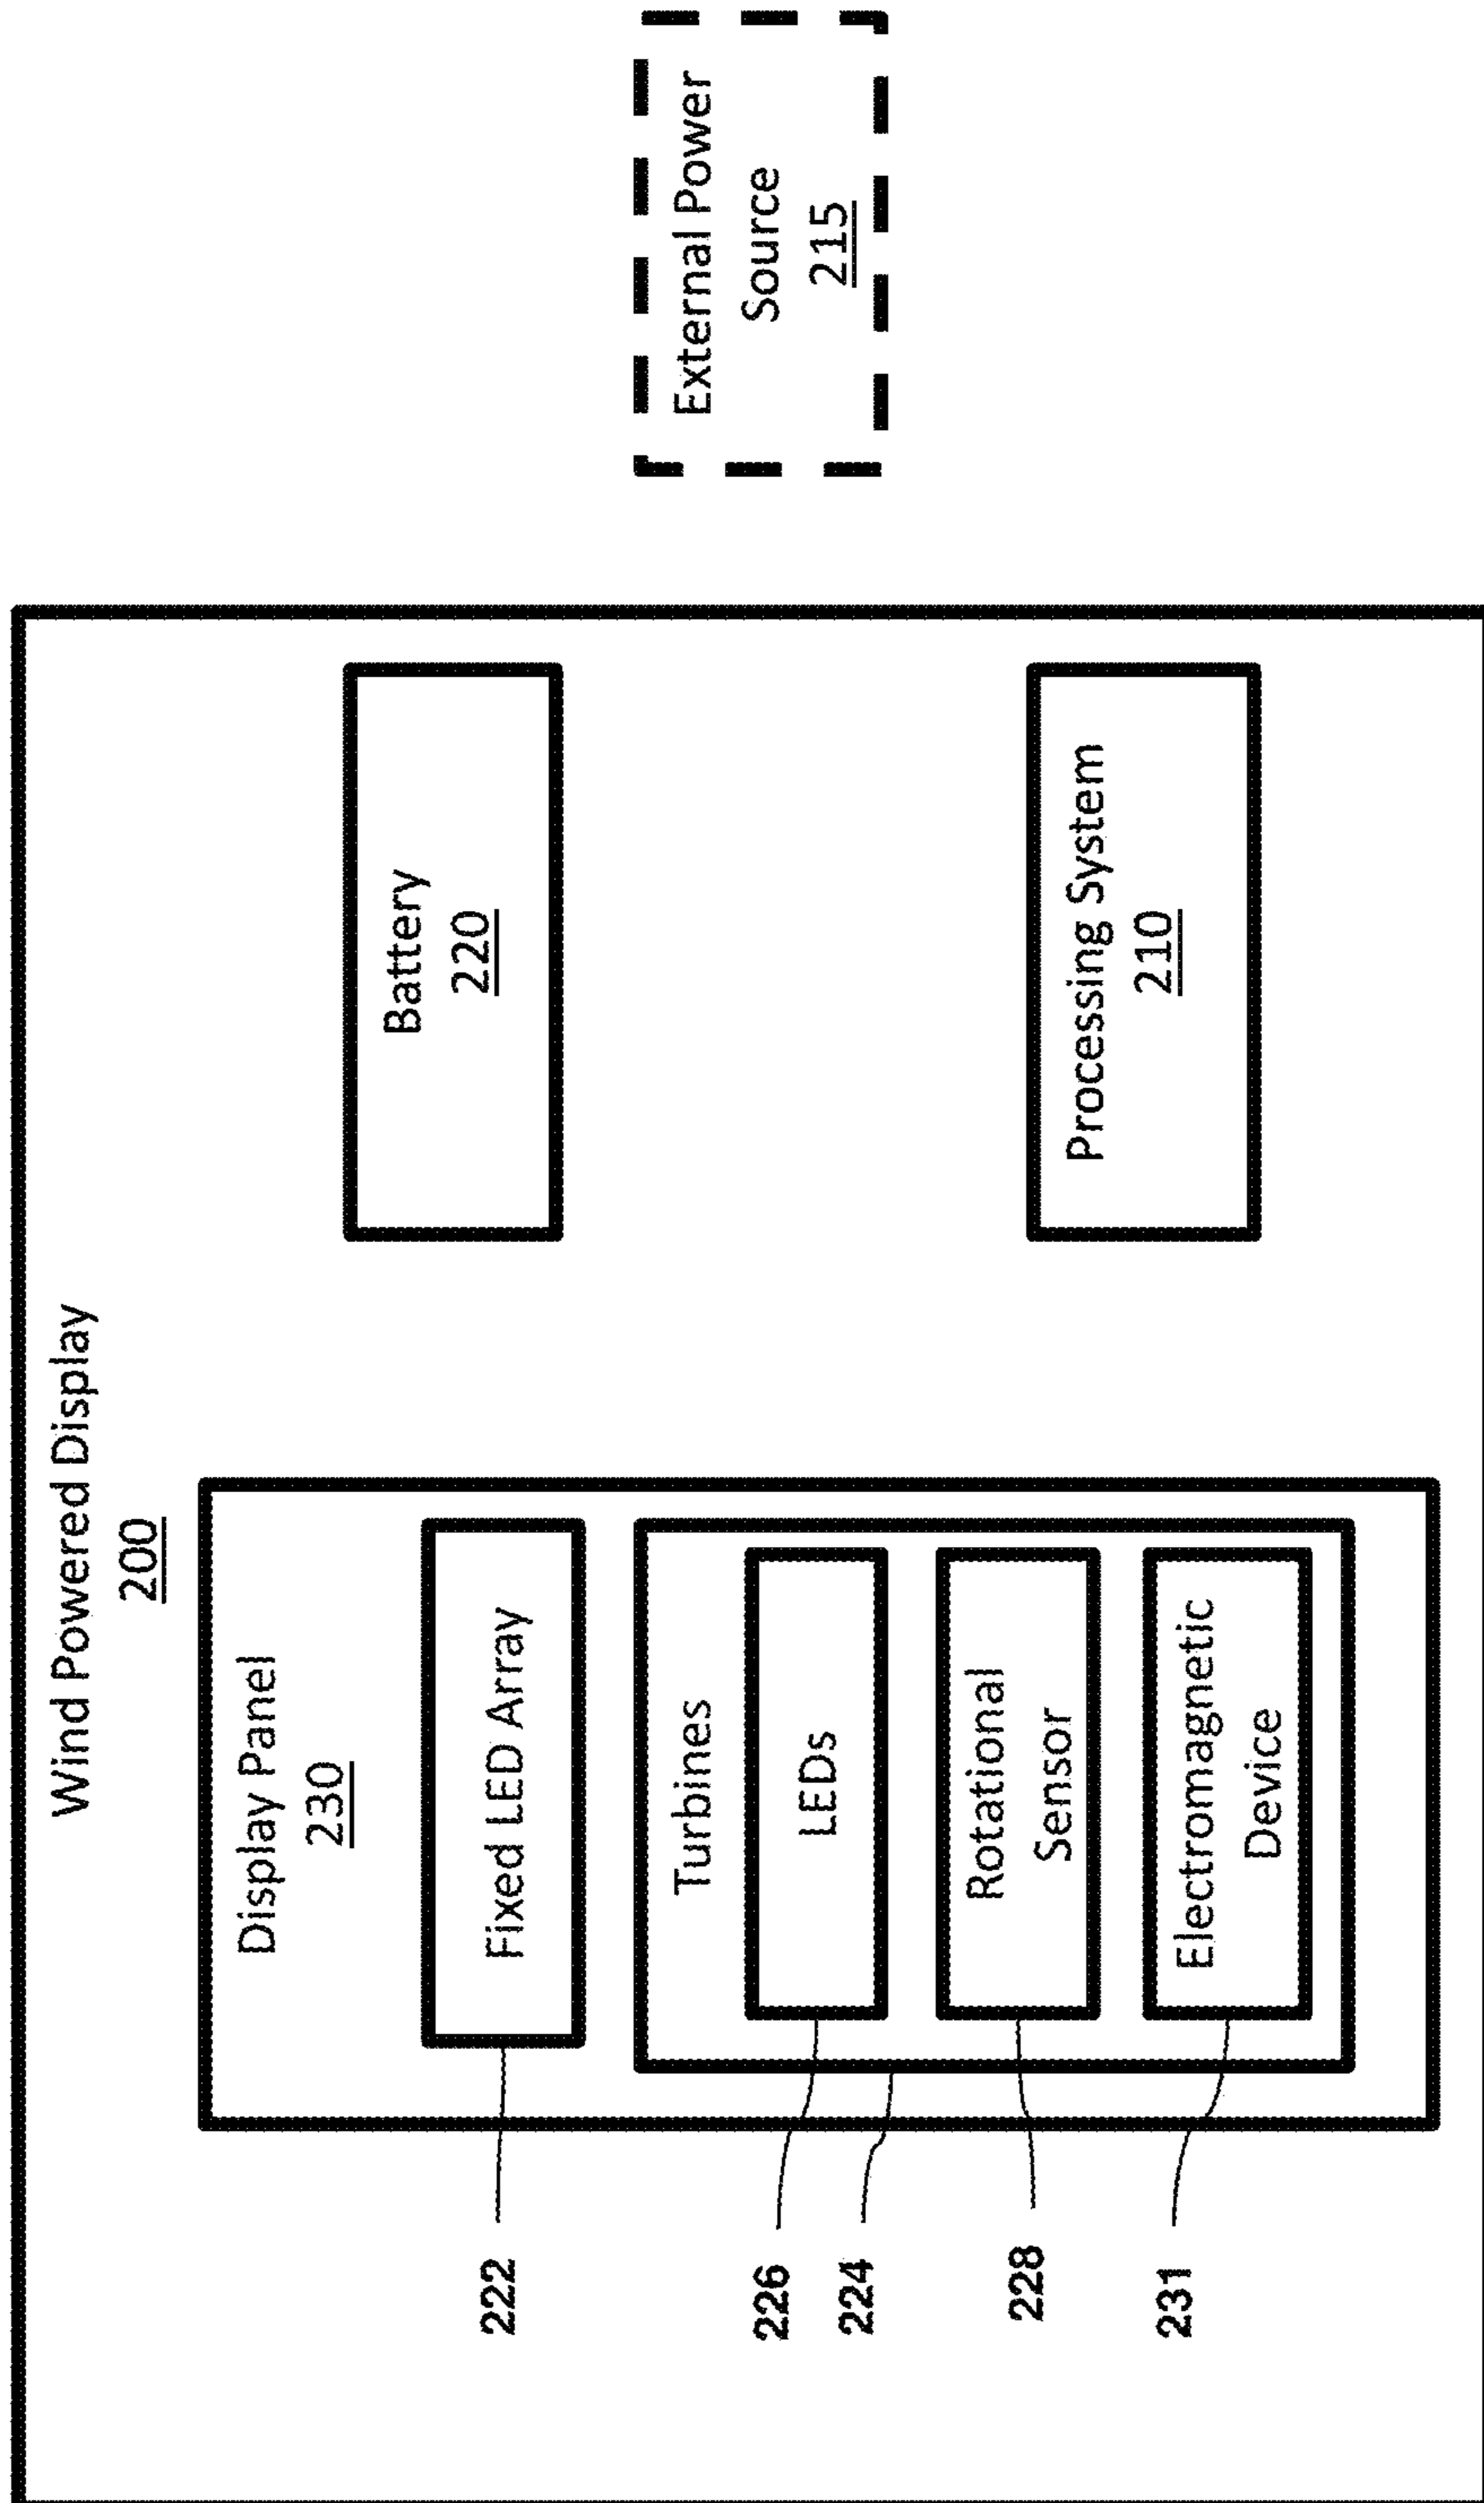 Wind Powered Display
200
Display Panel
230
Fixed LED Array
Turbines
LEDs
Rotational
Sensor
Electromagnetic
Device
222
226
224
228
231
Battery
220
Processing System
210
External Power
Source
215